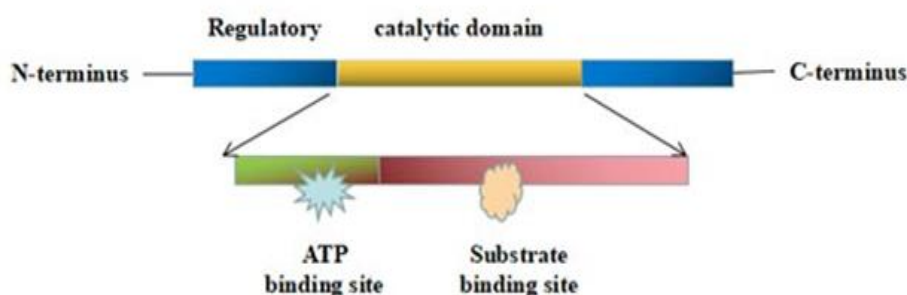 Regulatory catalytic domain
N-terminus C-terminus
ATP Substrate
binding site binding site